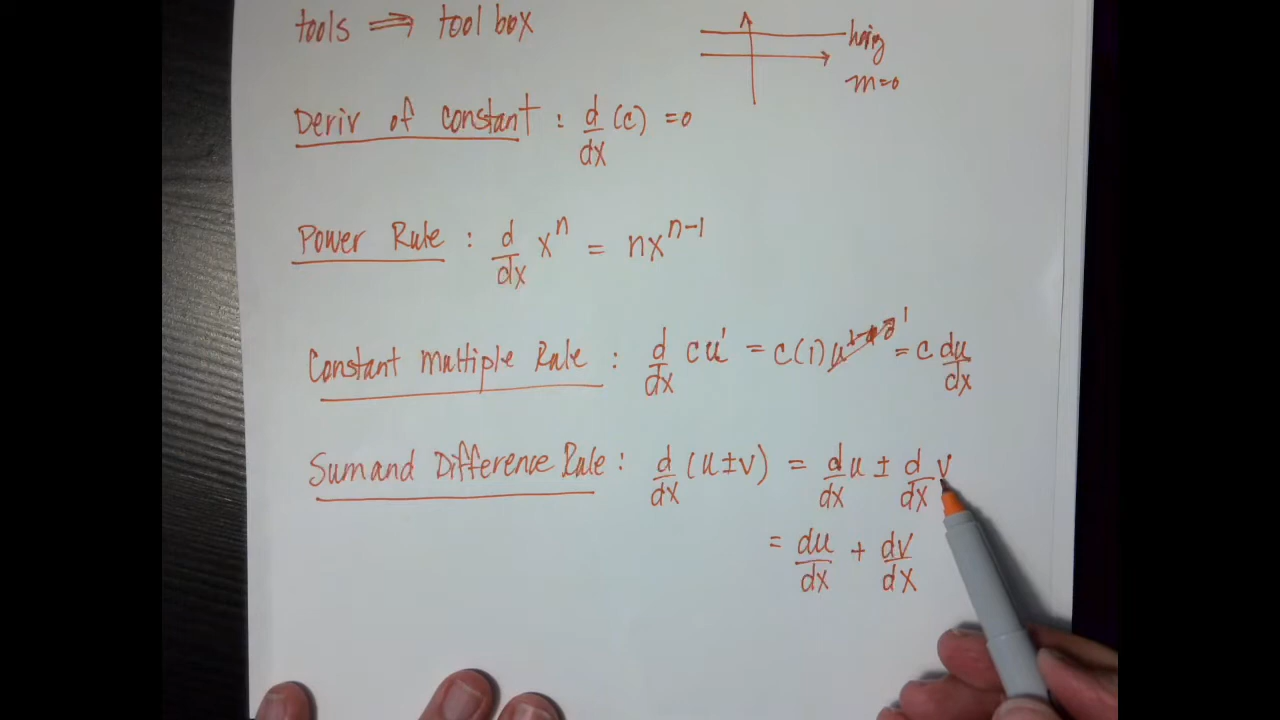 tools ⇒ tool box
horiz
m=0
Deriv of constant : d/dx (c) = 0
Power Rule : d/dx x^n = nx^(n-1)
Constant Multiple Rule : d/dx cu^1 = c(1) = c du/dx
Sum and Difference Rule : d/dx (u ± v) = d/dx u ± d/dx v
= du/dx + dv/dx